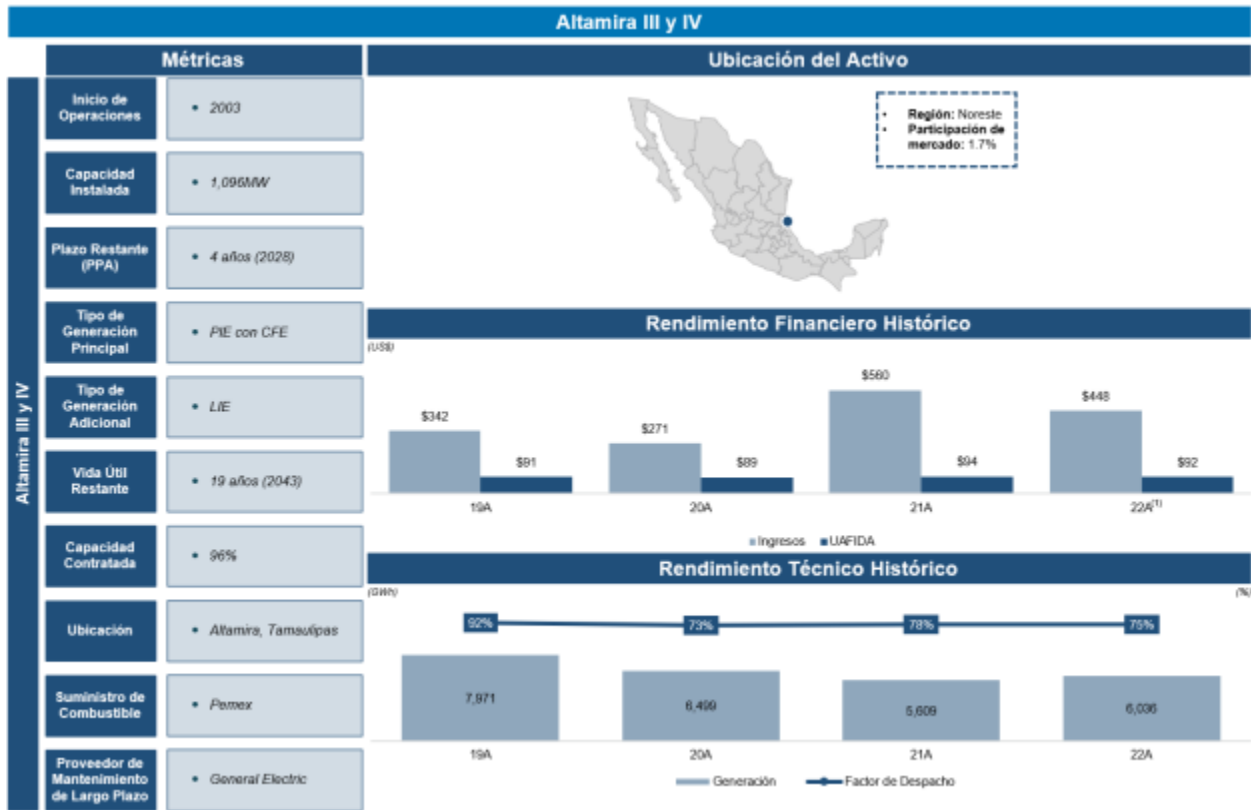 Altamira III y IV
Métricas
Altamira III y IV
Inicio de
Operaciones
• 2003
Capacidad
Instalada
• 1,096MW
Plazo Restante
(PPA)
• 4 años (2028)
Tipo de
Generación
Principal
• PIE con CFE
Tipo de
Generación
Adicional
• LIE
Vida Útil
Restante
• 19 años (2043)
Capacidad
Contratada
• 96%
Ubicación
• Altamira, Tamaulipas
Suministro de
Combustible
• Pemex
Proveedor de
Mantenimiento
de Largo Plazo
• General Electric
Ubicación del Activo
• Región: Noreste
• Participación de
mercado: 1.7%
Rendimiento Financiero Histórico
(US$)
$342 $91 $271 $89 $560 $94 $448 $92
19A 20A 21A 22A(1)
Ingresos UAFIDA
Rendimiento Técnico Histórico
(GWh) (%)
92% 73% 78% 75%
7,971 6,499 5,609 6,036
19A 20A 21A 22A
Generación Factor de Despacho